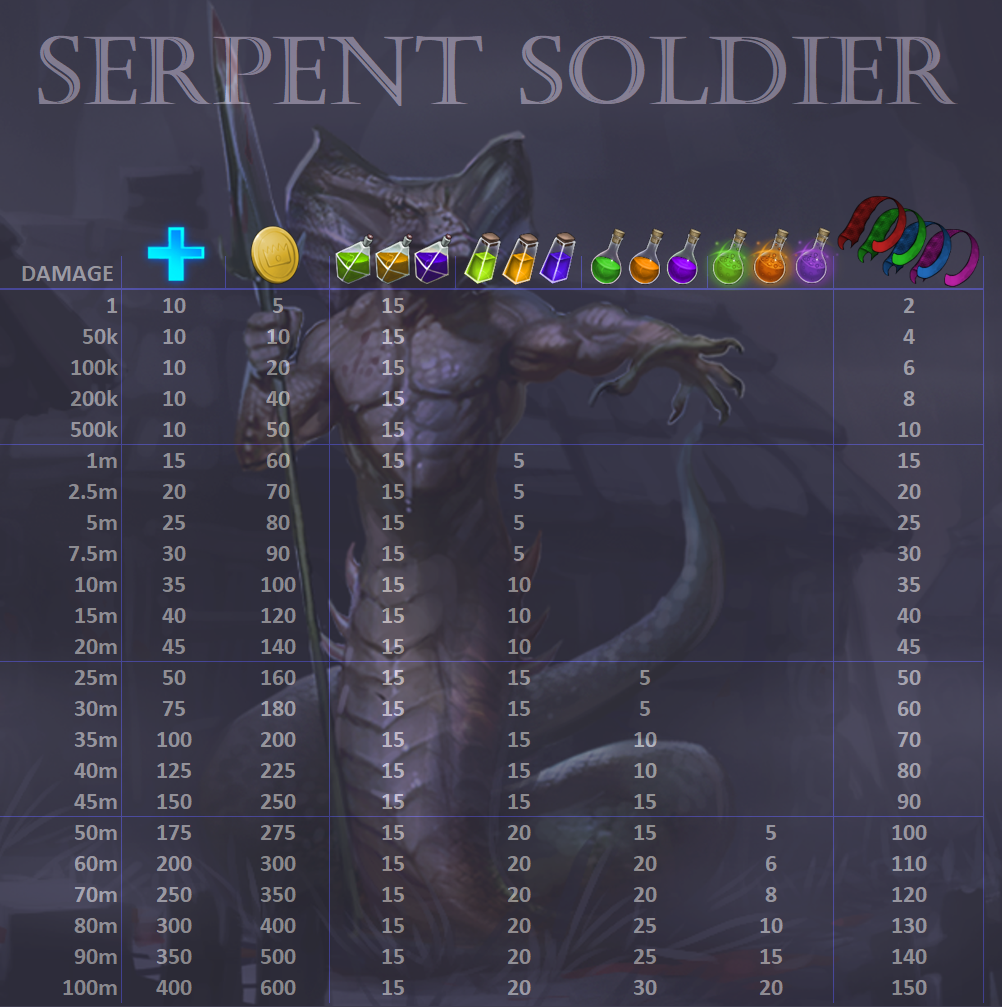 SERPENT SOLDIER
DAMAGE
1 10 5 15 2
50k 10 10 15 4
100k 10 20 15 6
200k 10 40 15 8
500k 10 50 15 10
1m 15 60 15 5 15
2.5m 20 70 15 5 20
5m 25 80 15 5 25
7.5m 30 90 15 5 30
10m 35 100 15 10 35
15m 40 120 15 10 40
20m 45 140 15 10 45
25m 50 160 15 15 5 50
30m 75 180 15 15 5 60
35m 100 200 15 15 10 70
40m 125 225 15 15 10 80
45m 150 250 15 15 15 90
50m 175 275 15 20 15 5 100
60m 200 300 15 20 20 6 110
70m 250 350 15 20 20 8 120
80m 300 400 15 20 25 10 130
90m 350 500 15 20 25 15 140
100m 400 600 15 20 30 20 150